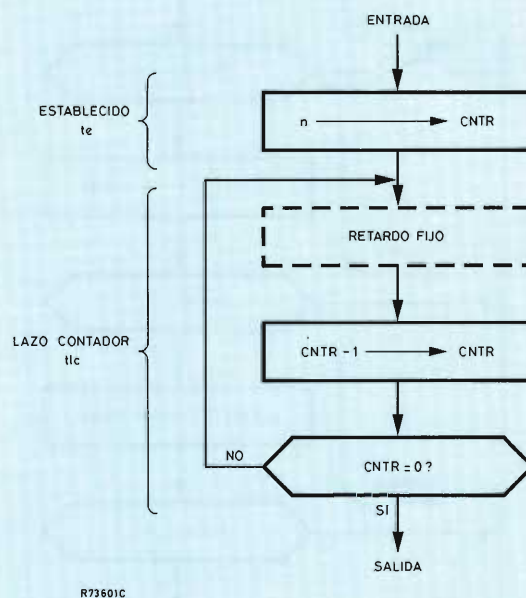 ENTRADA
ESTABLECIDO
te
n → CNTR
RETARDO FIJO
LAZO CONTADOR
tlc
CNTR -1 → CNTR
NO
CNTR = 0?
SI
SALIDA
R73601C